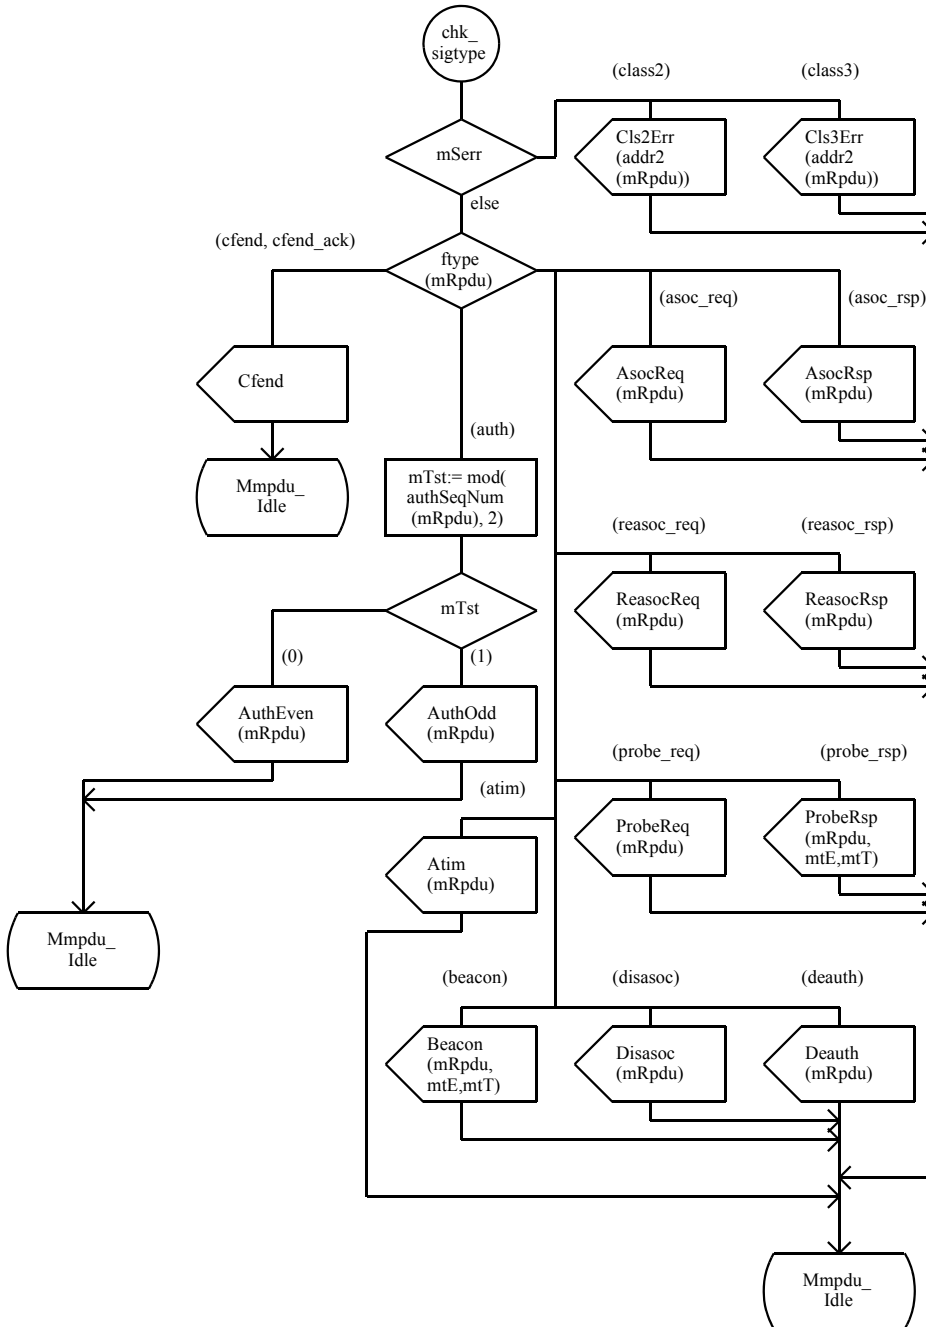 chk_
sigtype
(class2)
(class3)
mSerr
Cls2Err
(addr2
(mRpdu))
Cls3Err
(addr2
(mRpdu))
else
(cfend, cfend_ack)
ftype
(mRpdu)
(asoc_req)
(asoc_rsp)
Cfend
AsocReq
(mRpdu)
AsocRsp
(mRpdu)
(auth)
Mmpdu_
Idle
mTst:= mod(
authSeqNum
(mRpdu), 2)
(reasoc_req)
(reasoc_rsp)
mTst
ReasocReq
(mRpdu)
ReasocRsp
(mRpdu)
(0)
(1)
AuthEven
(mRpdu)
AuthOdd
(mRpdu)
(probe_req)
(probe_rsp)
(atim)
ProbeReq
(mRpdu)
ProbeRsp
(mRpdu,
mtE,mtT)
Atim
(mRpdu)
Mmpdu_
Idle
(beacon)
(disasoc)
(deauth)
Beacon
(mRpdu,
mtE,mtT)
Disasoc
(mRpdu)
Deauth
(mRpdu)
Mmpdu_
Idle